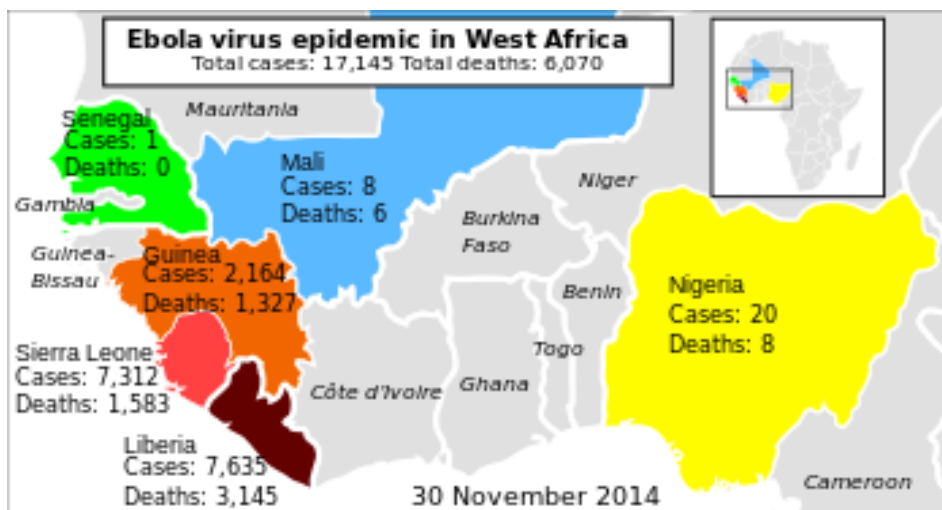 Ebola virus epidemic in West Africa
Total cases: 17,145 Total deaths: 6,070
Mauritania
Senegal
Cases: 1
Deaths: 0
Mali
Cases: 8
Deaths: 6
Gambia
Niger
Burkina
Faso
Guinea-
Bissau
Guinea
Cases: 2,164
Deaths: 1,327
Benin
Nigeria
Cases: 20
Deaths: 8
Togo
Sierra Leone
Cases: 7,312
Deaths: 1,583
Côte d'Ivoire
Ghana
Liberia
Cases: 7,635
Deaths: 3,145
30 November 2014
Cameroon